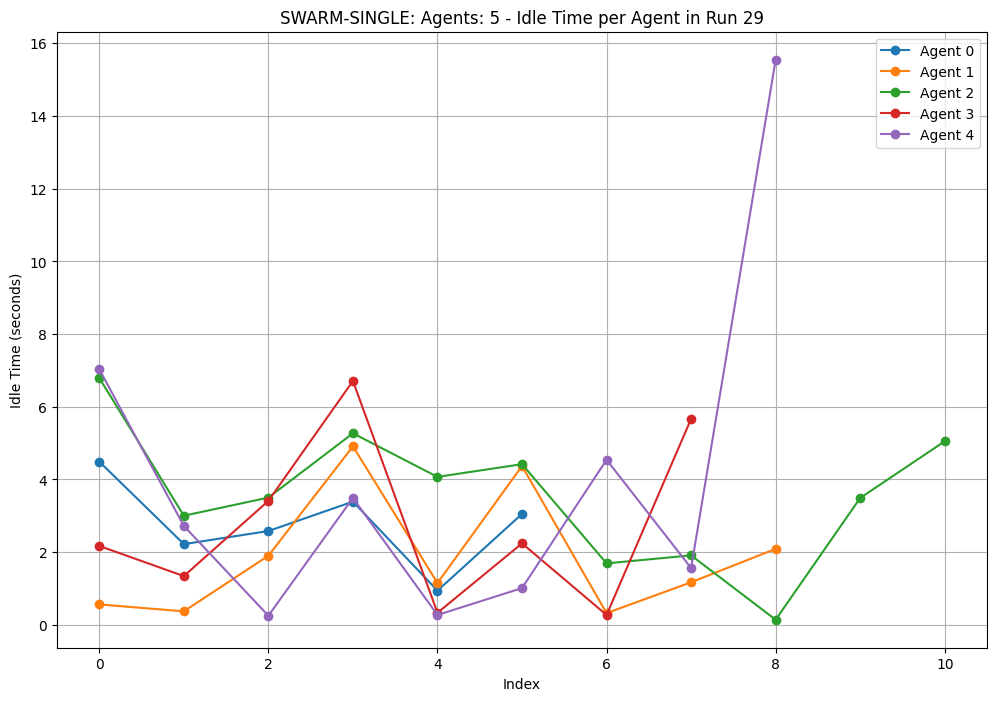 SWARM-SINGLE: Agents: 5 - Idle Time per Agent in Run 29
Agent 0
Agent 1
Agent 2
Agent 3
Agent 4
Idle Time (seconds)
16
14
12
10
8
6
4
2
0
0 2 4 6 8 10
Index